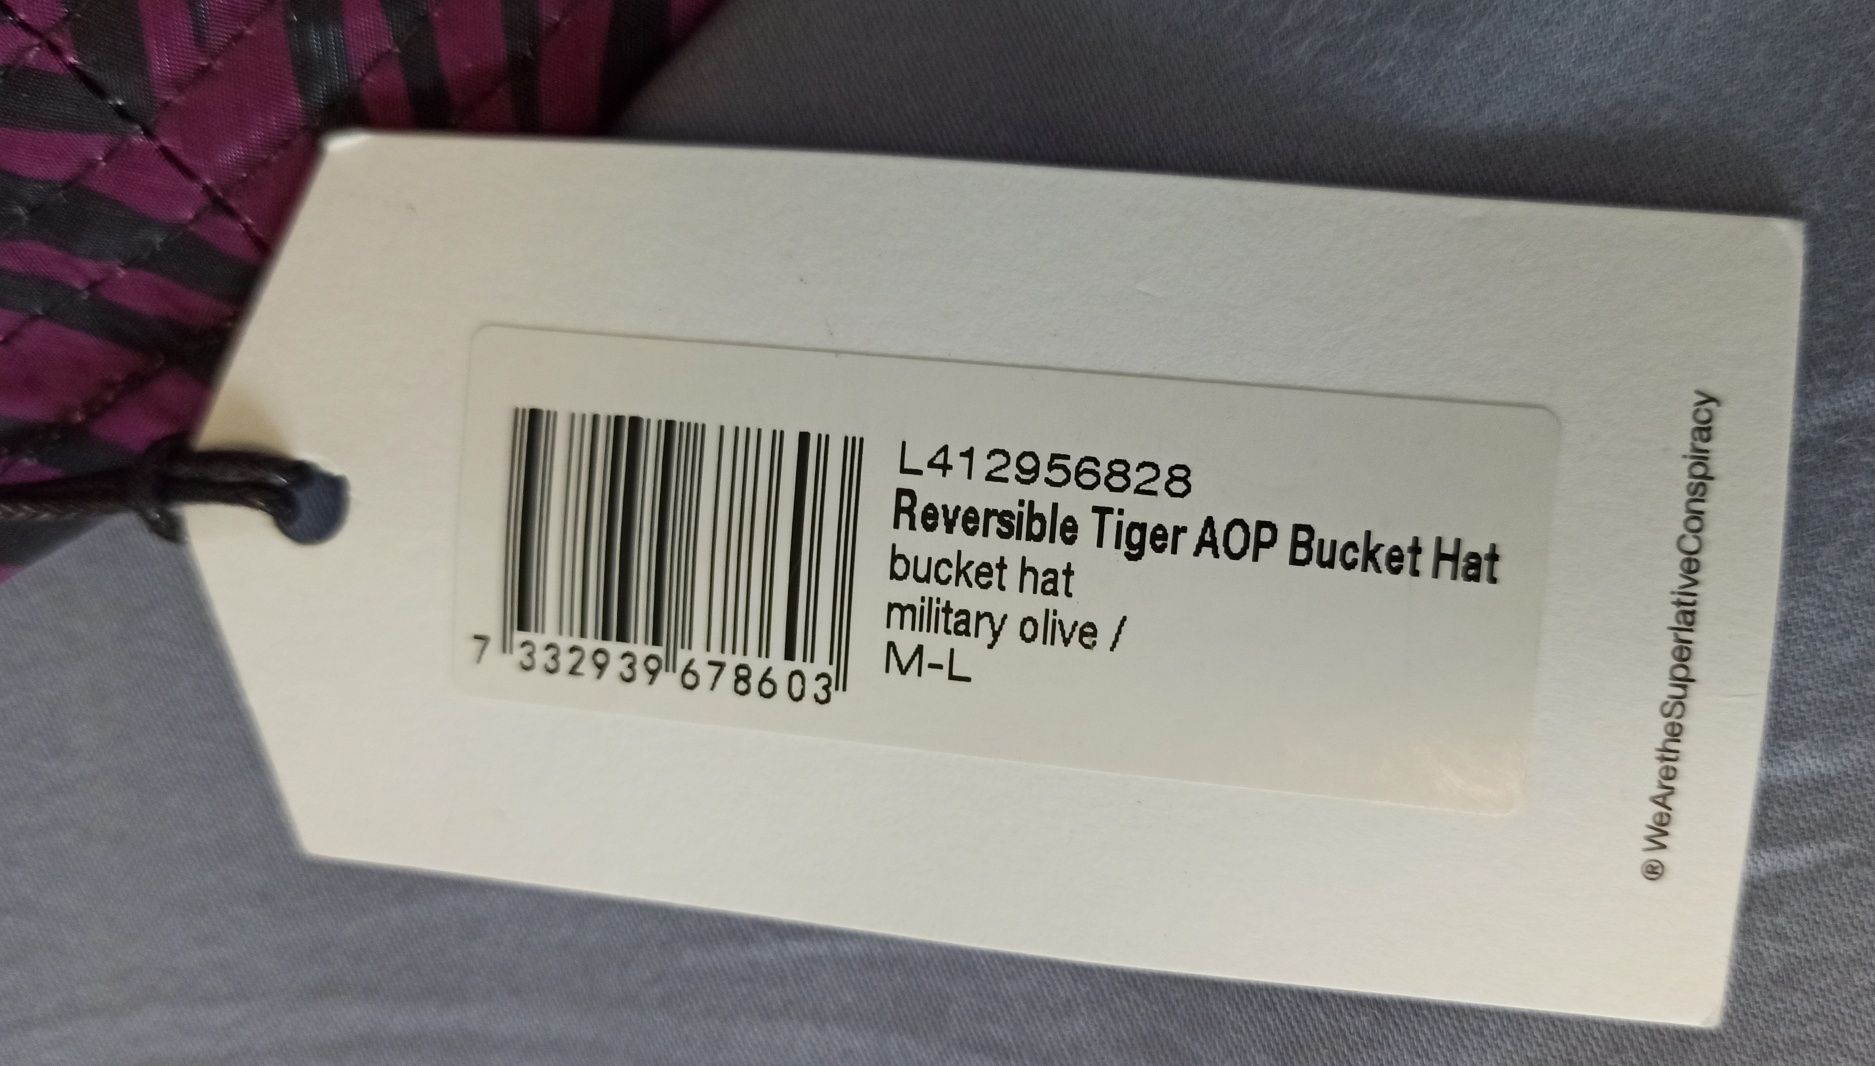 L412956828
Reversible Tiger AOP Bucket Hat
bucket hat
military olive /
M-L
7 332939 678603
® WeAretheSuperlativeConspiracy